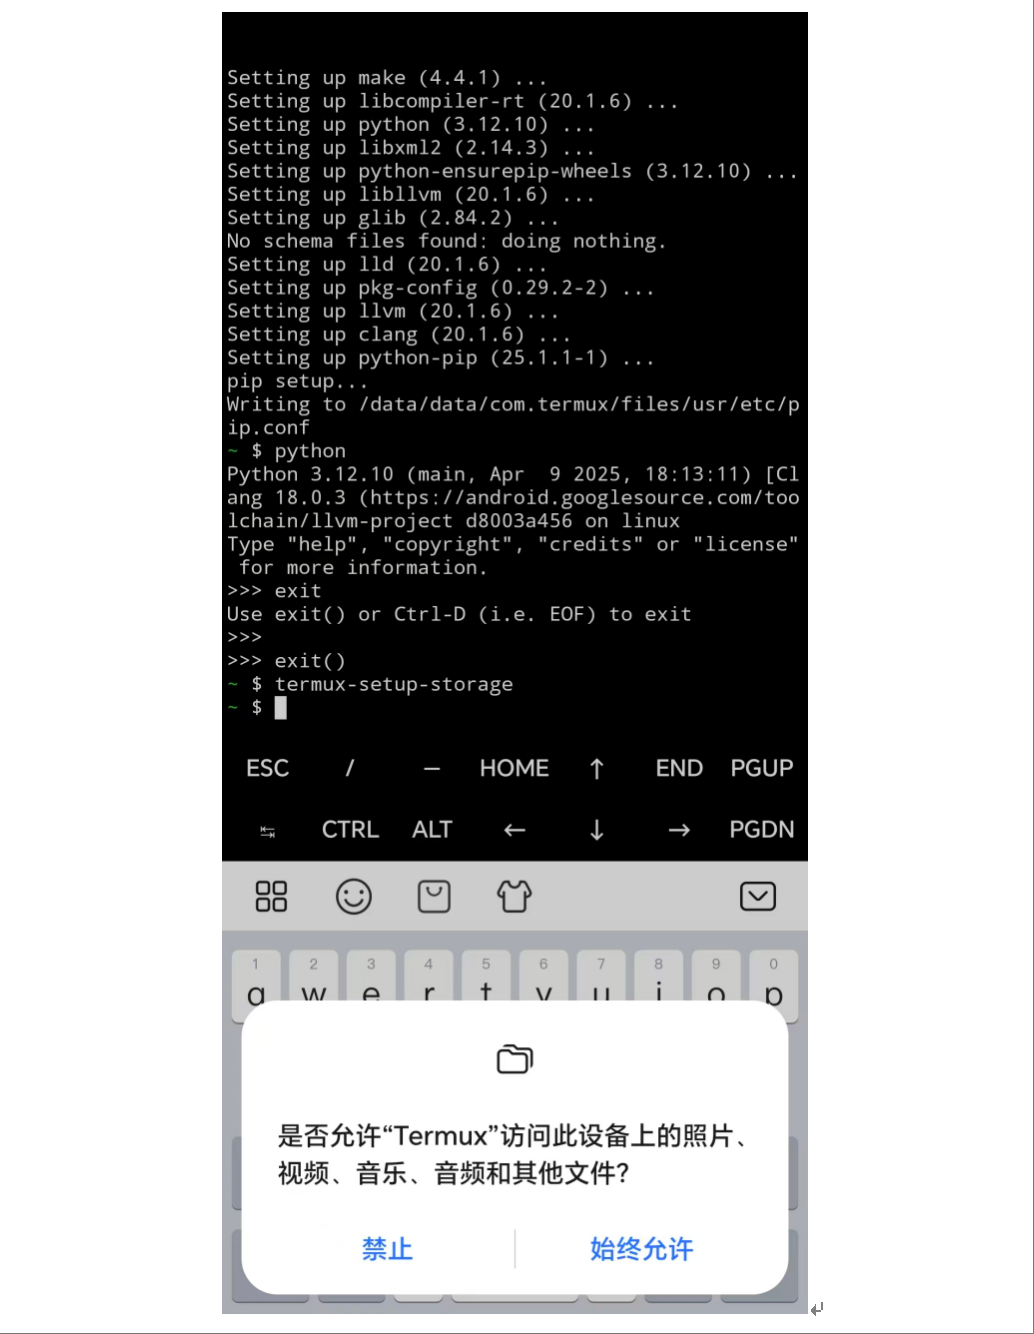 Setting up make (4.4.1) ...
Setting up libcompiler-rt (20.1.6) ...
Setting up python (3.12.10) ...
Setting up libxml2 (2.14.3) ...
Setting up python-ensurepip-wheels (3.12.10) ...
Setting up libllvm (20.1.6) ...
Setting up glib (2.84.2) ...
No schema files found: doing nothing.
Setting up lld (20.1.6) ...
Setting up pkg-config (0.29.2-2) ...
Setting up llvm (20.1.6) ...
Setting up clang (20.1.6) ...
Setting up python-pip (25.1.1-1) ...
pip setup...
Writing to /data/data/com.termux/files/usr/etc/p
ip.conf
~ $ python
Python 3.12.10 (main, Apr  9 2025, 18:13:11) [Cl
ang 18.0.3 (https://android.googlesource.com/too
lchain/llvm-project d8003a456 on linux
Type "help", "copyright", "credits" or "license"
 for more information.
>>> exit
Use exit() or Ctrl-D (i.e. EOF) to exit
>>>
>>> exit()
~ $ termux-setup-storage
~ $
ESC / — HOME ↑ END PGUP
↹ CTRL ALT ← ↓ → PGDN
1 2 3 4 5 6 7 8 9 0
q w e r t y u i o p
是否允许“Termux”访问此设备上的照片、
视频、音乐、音频和其他文件?
禁止 始终允许